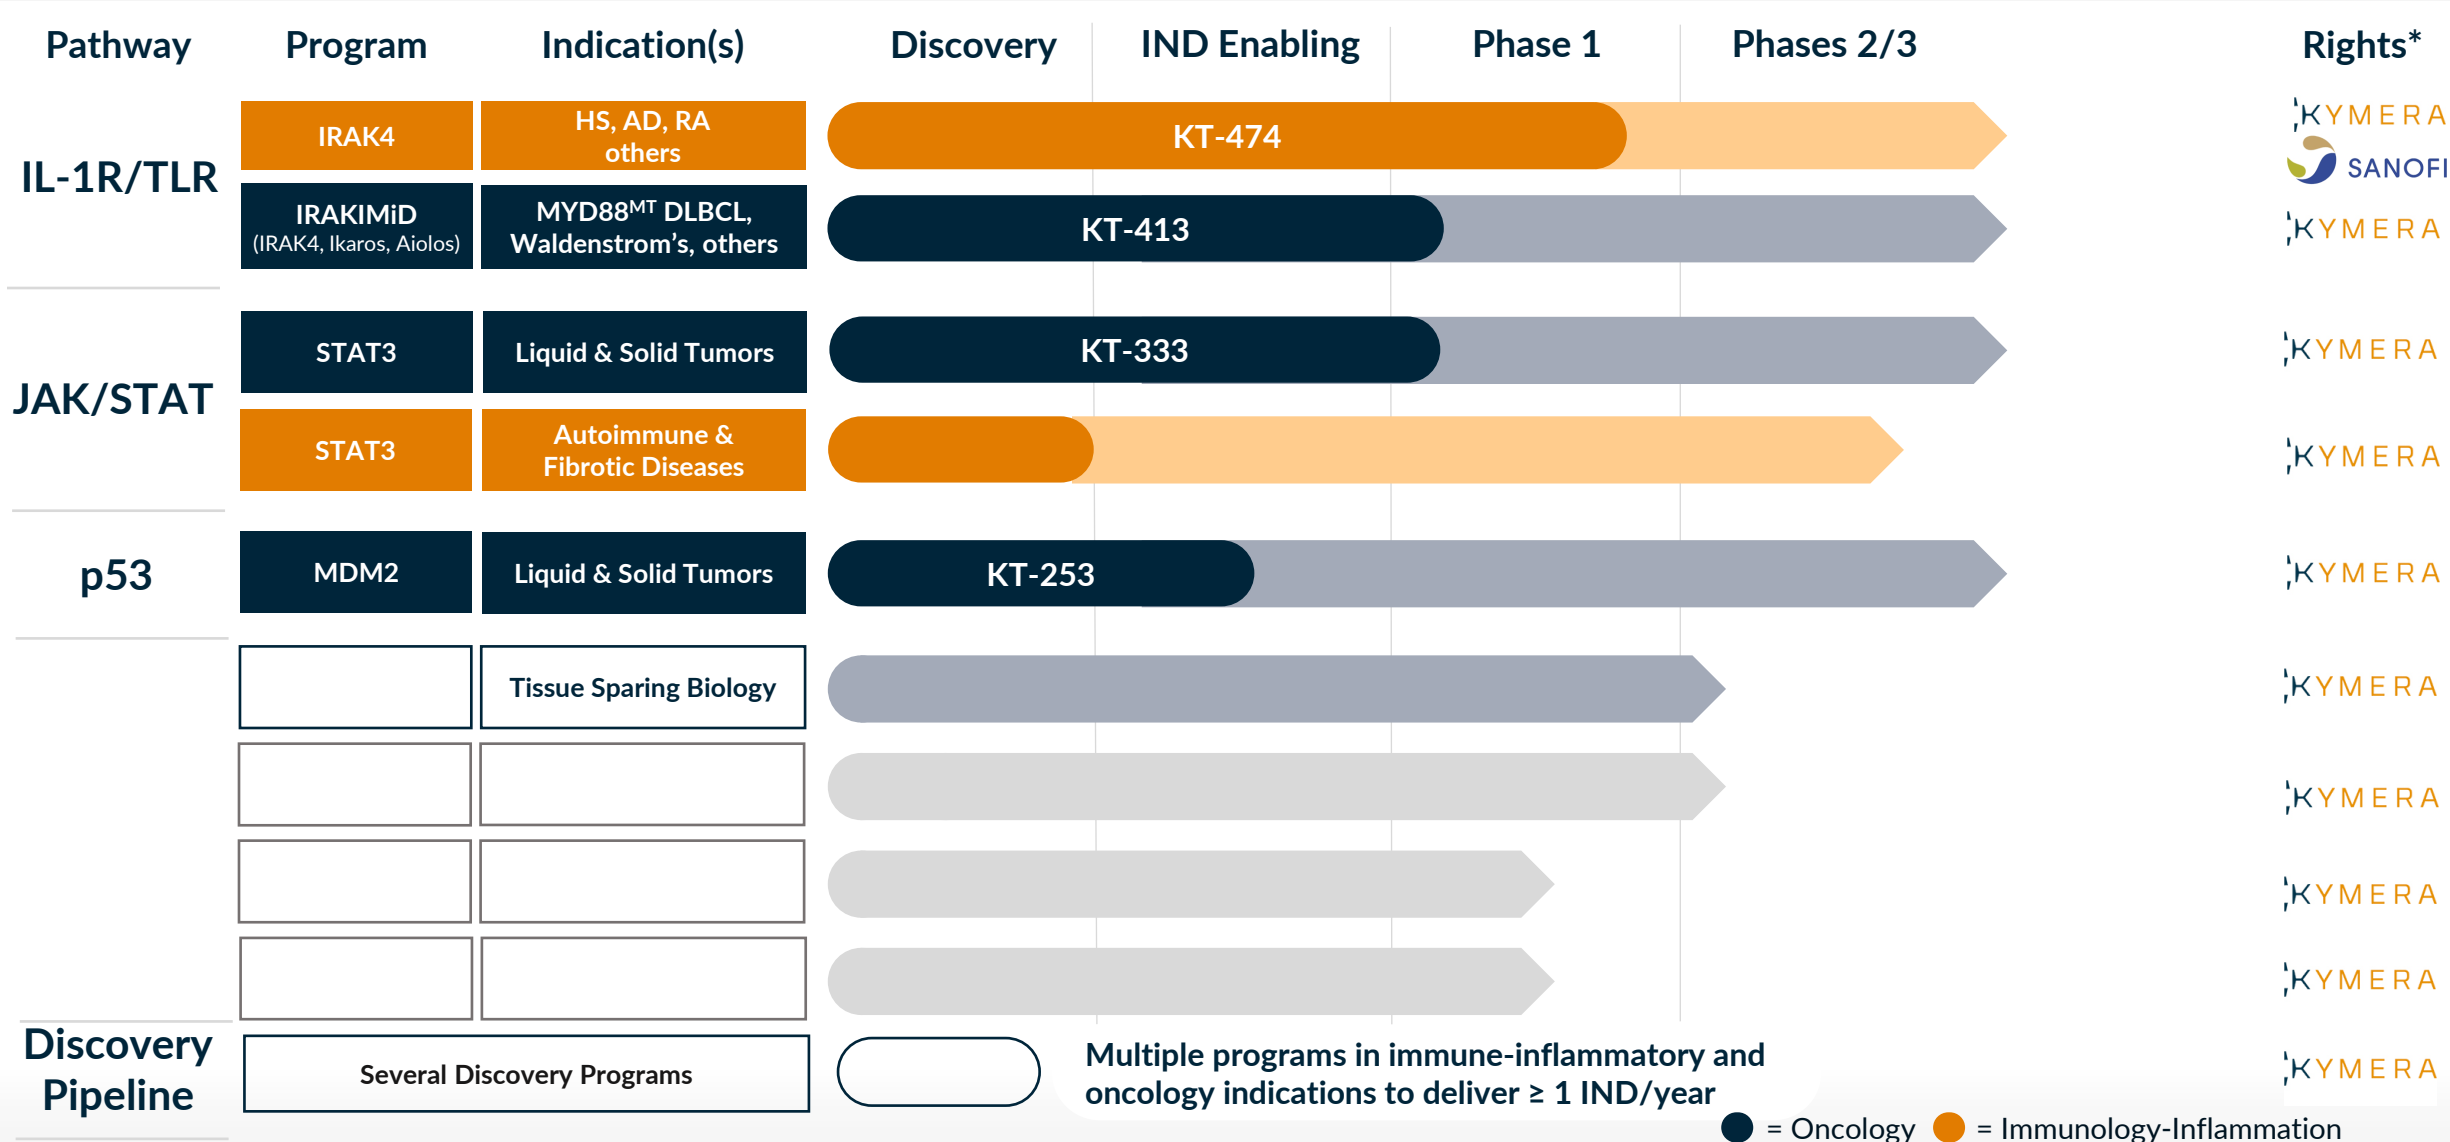 Pathway Program Indication(s) Discovery IND Enabling Phase 1 Phases 2/3 Rights*
IL-1R/TLR
IRAK4
HS, AD, RA
others
KT-474
KYMERA
SANOFI
IRAKIMiD
(IRAK4, Ikaros, Aiolos)
MYD88ᴹᵀ DLBCL,
Waldenstrom’s, others
KT-413
KYMERA
JAK/STAT
STAT3
Liquid & Solid Tumors
KT-333
KYMERA
STAT3
Autoimmune &
Fibrotic Diseases
KYMERA
p53
MDM2
Liquid & Solid Tumors
KT-253
KYMERA
Tissue Sparing Biology
KYMERA
KYMERA
KYMERA
KYMERA
Discovery
Pipeline
Several Discovery Programs
Multiple programs in immune-inflammatory and
oncology indications to deliver ≥ 1 IND/year
KYMERA
= Oncology = Immunology-Inflammation